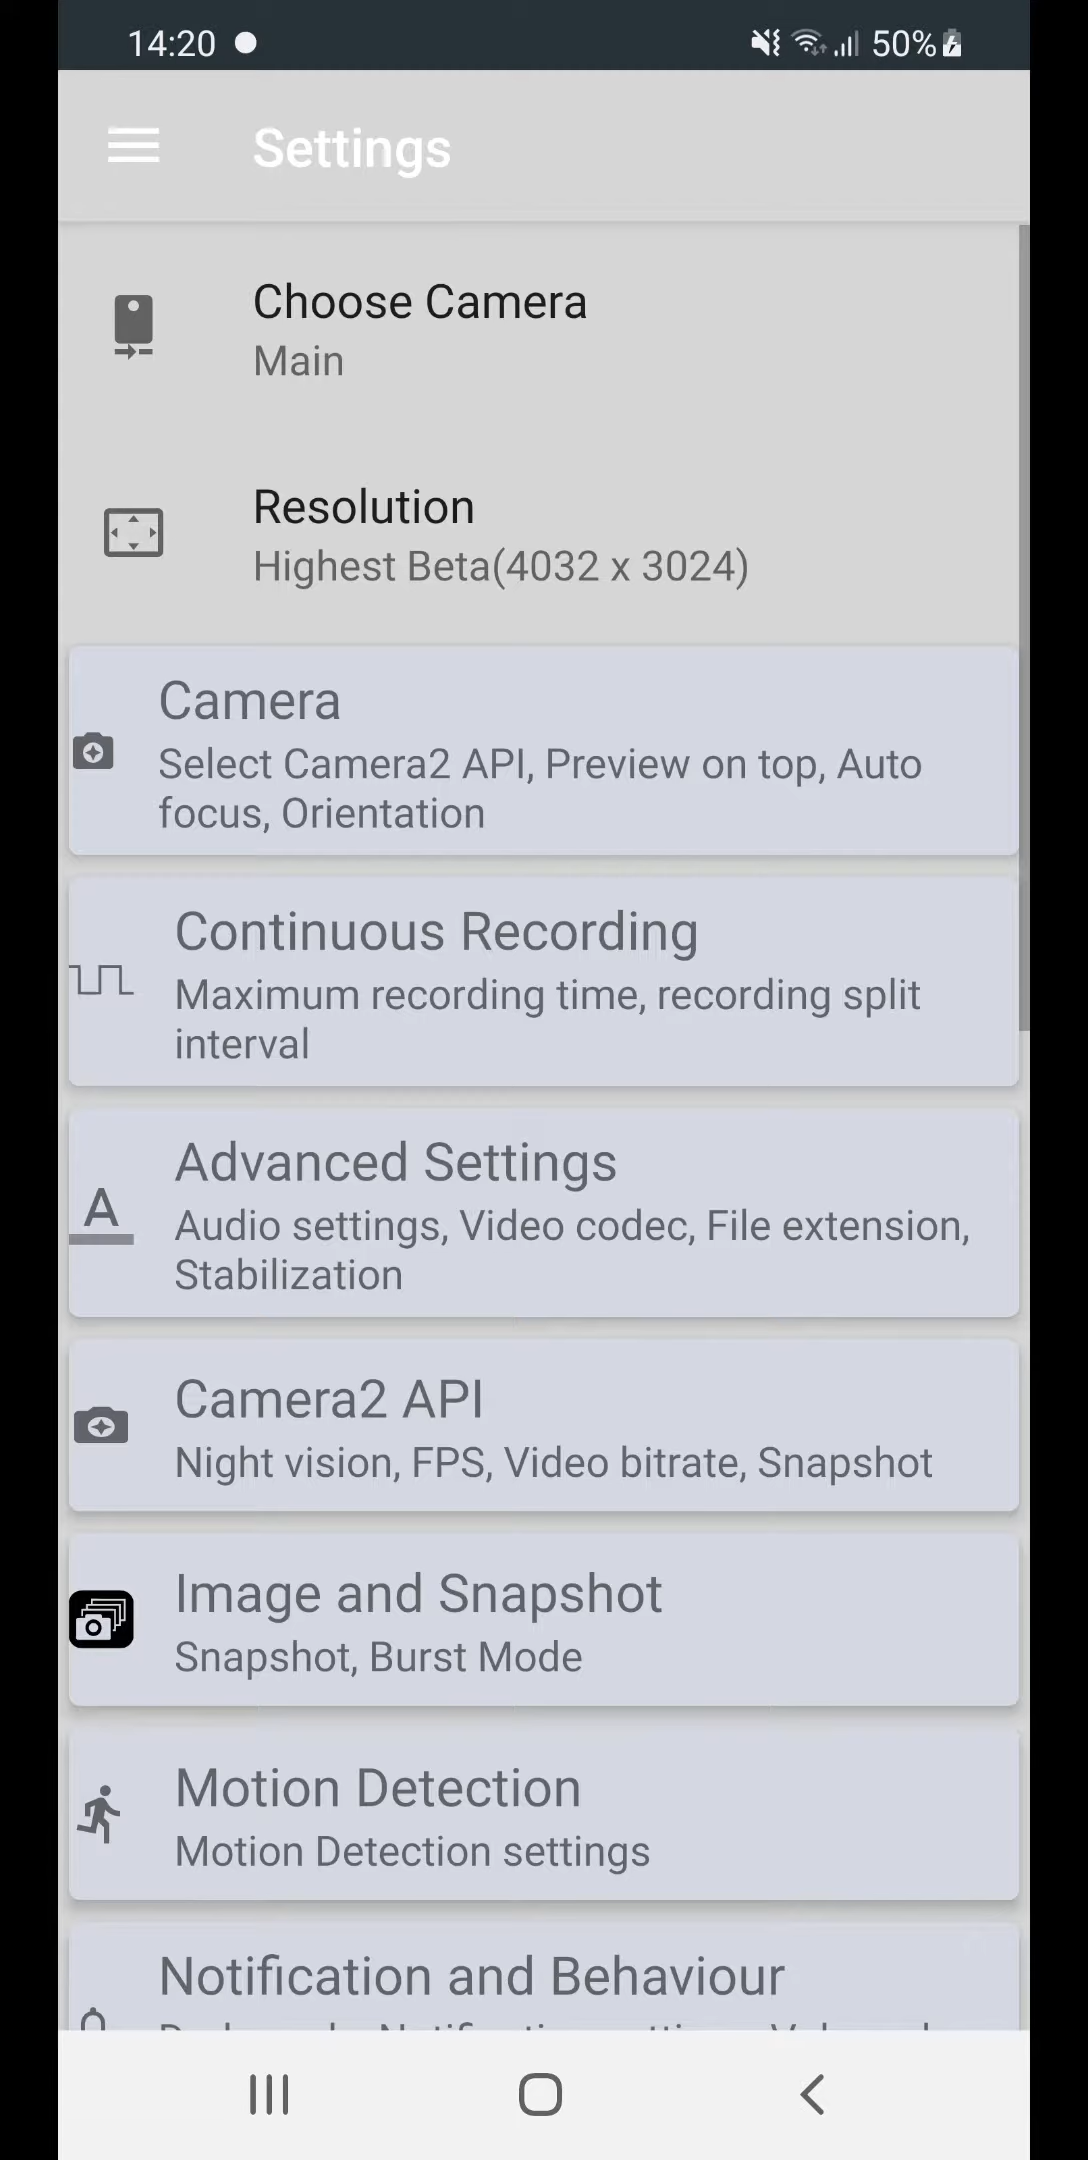 14:20
50%
Settings
Choose Camera
Main
Resolution
Highest Beta(4032 x 3024)
Camera
Select Camera2 API, Preview on top, Auto
focus, Orientation
Continuous Recording
Maximum recording time, recording split
interval
Advanced Settings
A
Audio settings, Video codec, File extension,
Stabilization
Camera2 API
Night vision, FPS, Video bitrate, Snapshot
Image and Snapshot
Snapshot, Burst Mode
Motion Detection
Motion Detection settings
Notification and Behaviour